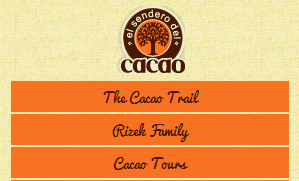 el sendero del
cacao
The Cacao Trail
Rizek Family
Cacao Tours